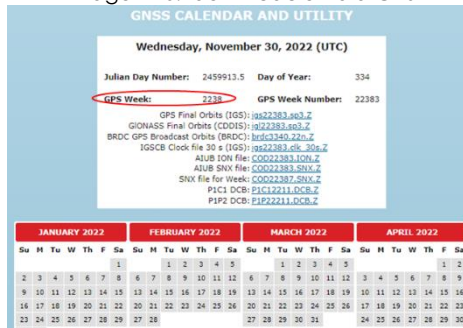 GNSS CALENDAR AND UTILITY
Wednesday, November 30, 2022 (UTC)
Julian Day Number: 2459913.5 Day of Year: 334
GPS Week: 2238 GPS Week Number: 22383
GPS Final Orbits (IGS): igs22383.sp3.Z
GlONASS Final Orbits (CDDIS): igl22383.sp3.Z
BRDC GPS Broadcast Orbits (BRDC): brdc3340.22n.Z
IGSCB Clock file 30 s (IGS): igs22383.clk_30s.Z
AIUB ION file: COD22383.ION.Z
AIUB SNX file: COD22383.SNX.Z
SNX file for Week: COD22387.SNX.Z
P1C1 DCB: P1C12211.DCB.Z
P1P2 DCB: P1P22211.DCB.Z
JANUARY 2022 FEBRUARY 2022 MARCH 2022 APRIL 2022
Su M Tu W Th F Sa Su M Tu W Th F Sa Su M Tu W Th F Sa Su M Tu W Th F Sa
1 1 2 3 4 5 1 2 3 4 5 1 2
2 3 4 5 6 7 8 6 7 8 9 10 11 12 6 7 8 9 10 11 12 3 4 5 6 7 8 9
9 10 11 12 13 14 15 13 14 15 16 17 18 19 13 14 15 16 17 18 19 10 11 12 13 14 15 16
16 17 18 19 20 21 22 20 21 22 23 24 25 26 20 21 22 23 24 25 26 17 18 19 20 21 22 23
23 24 25 26 27 28 29 27 28 27 28 29 30 31 24 25 26 27 28 29 30